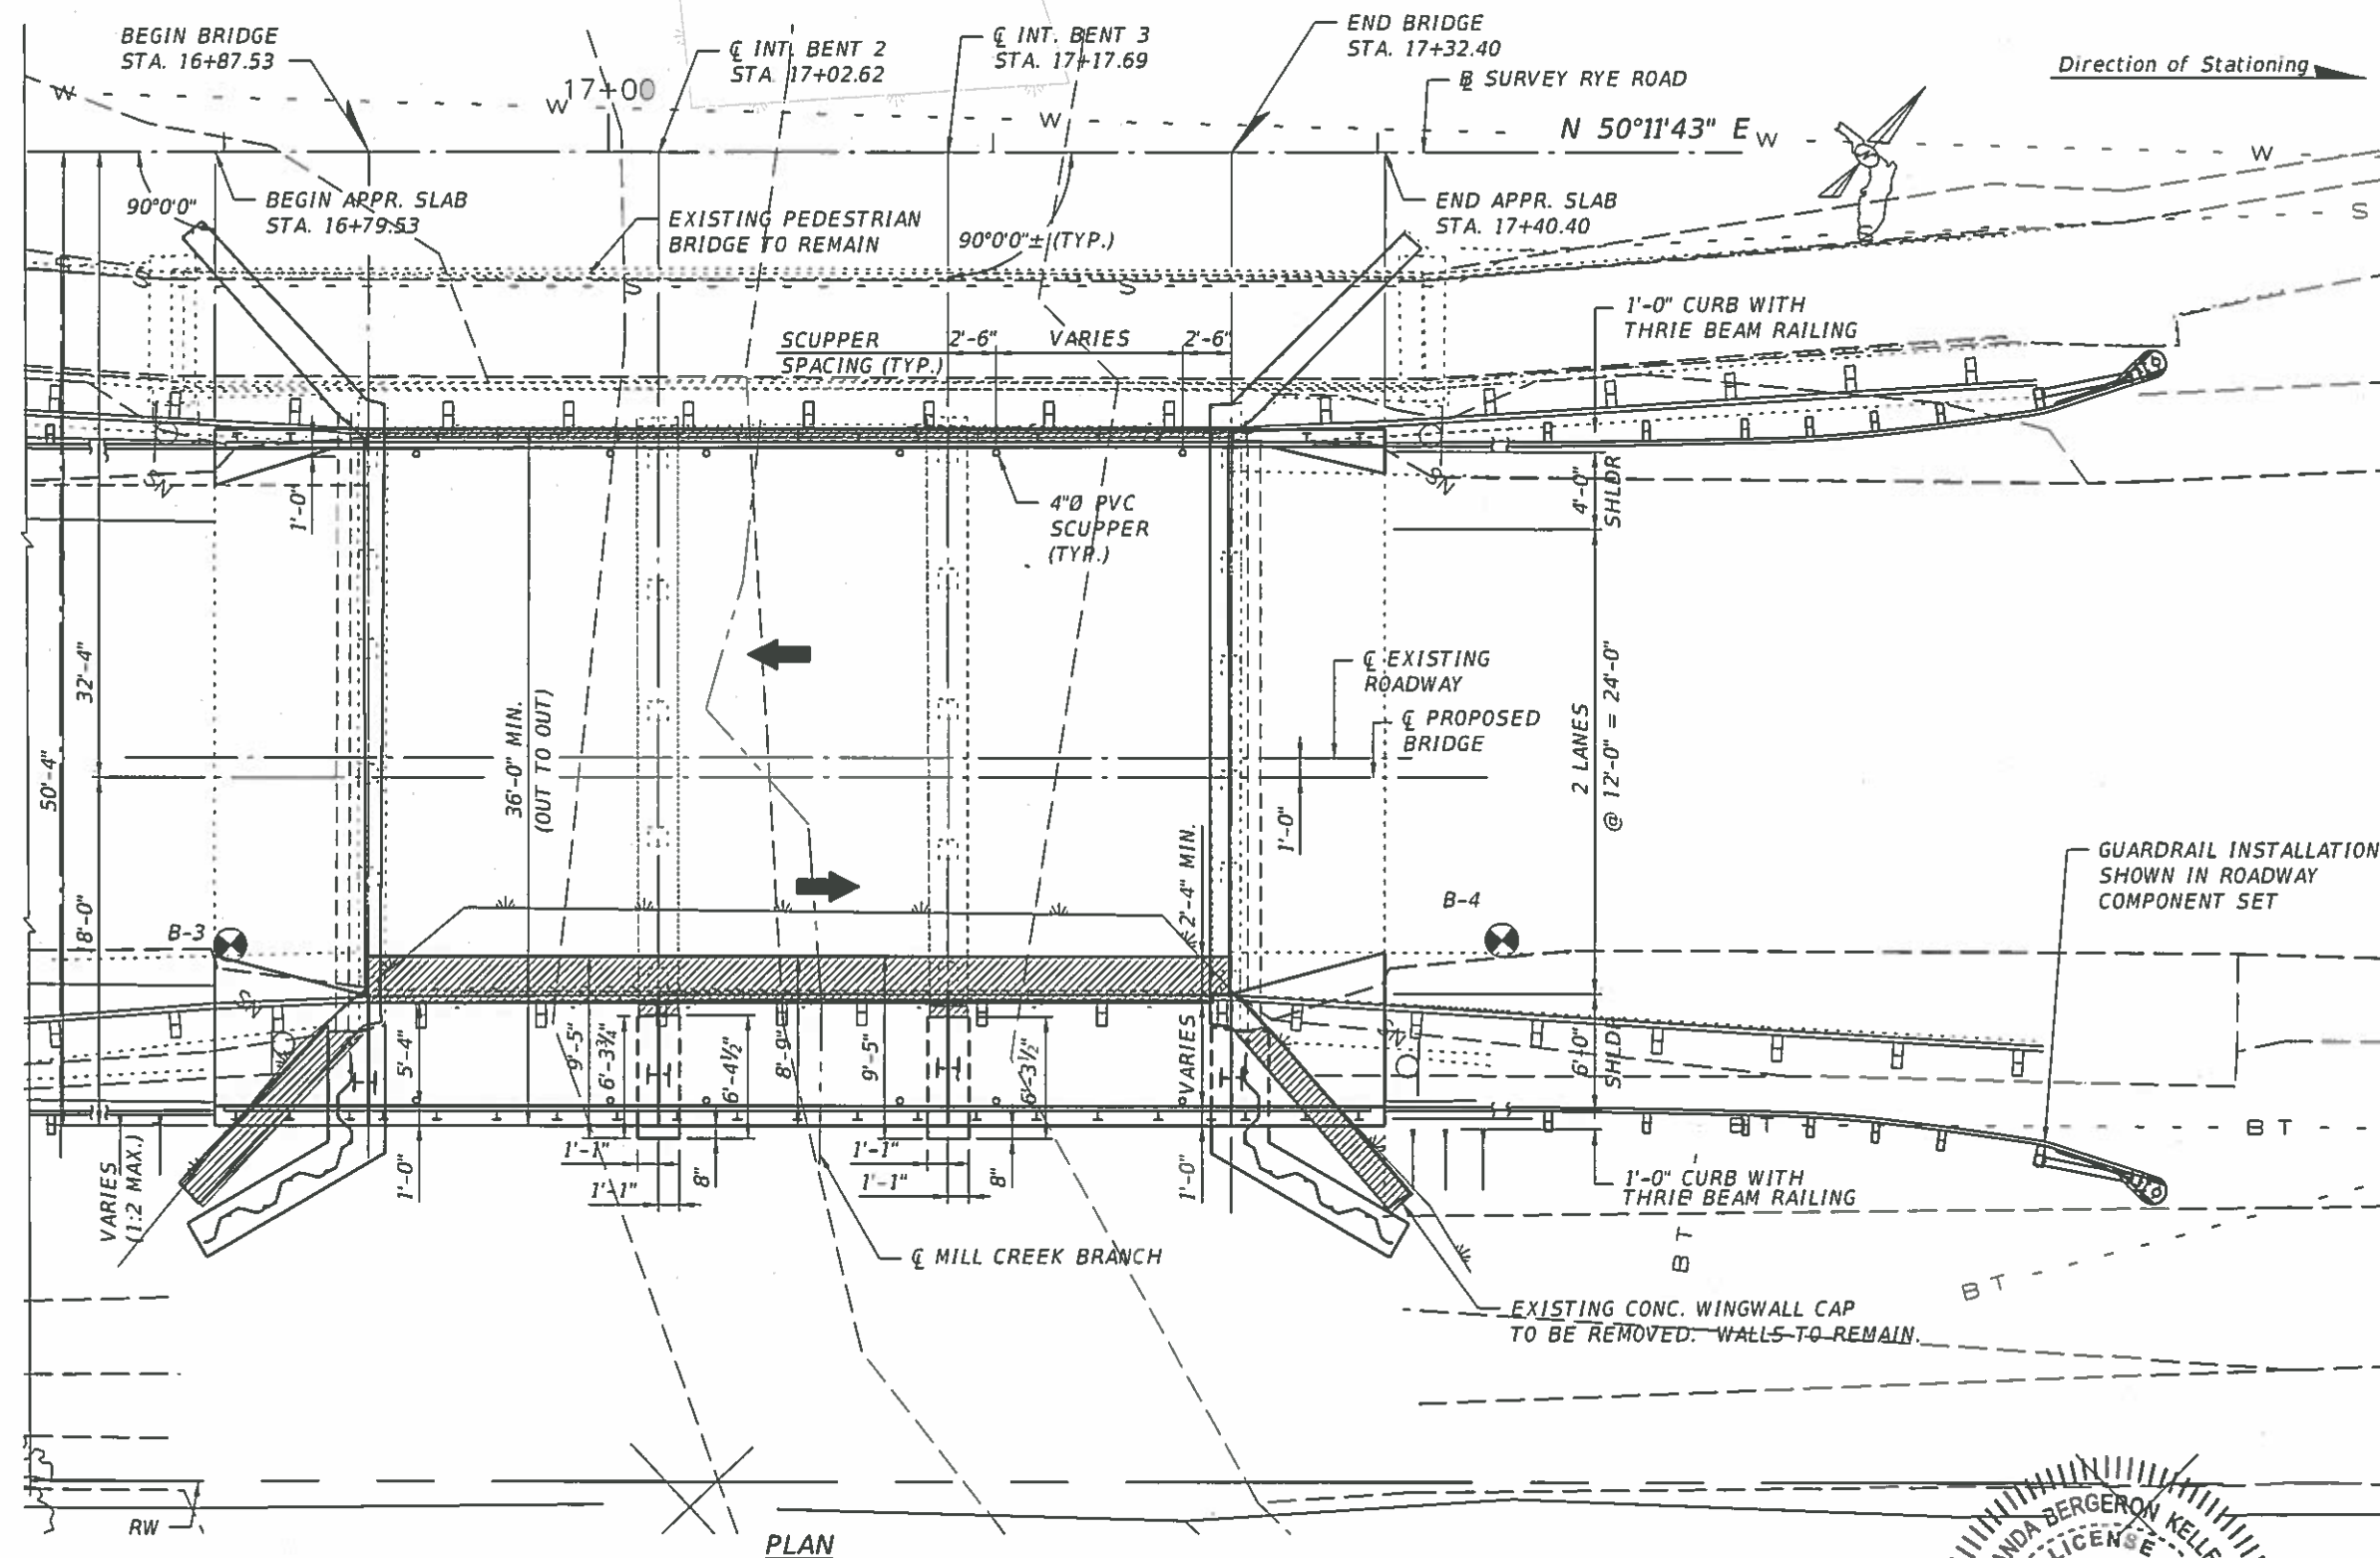 BEGIN BRIDGE
STA. 16+87.53
℄ INT. BENT 2
STA. 17+02.62
℄ INT. BENT 3
STA. 17+17.69
END BRIDGE
STA. 17+32.40
℄ SURVEY RYE ROAD
Direction of Stationing
17+00
N 50°11'43" E
W
W
W
W
W
90°0'0"
BEGIN APPR. SLAB
STA. 16+79.53
EXISTING PEDESTRIAN
BRIDGE TO REMAIN
90°0'0"± (TYP.)
END APPR. SLAB
STA. 17+40.40
S
S
S
S
S
SCUPPER
SPACING (TYP.)
2'-6"
VARIES
2'-6"
1'-0" CURB WITH
THRIE BEAM RAILING
1'-0"
4"Ø PVC
SCUPPER
(TYP.)
4'-0"
SHLDR
32'-4"
50'-4"
18'-0"
36'-0" MIN.
(OUT TO OUT)
℄ EXISTING
ROADWAY
℄ PROPOSED
BRIDGE
1'-0"
2 LANES
@ 12'-0" = 24'-0"
GUARDRAIL INSTALLATION
SHOWN IN ROADWAY
COMPONENT SET
B-3
B-4
2'-4" MIN.
5'-4"
9'-5"
6'-3¾"
6'-4½"
8'-9"
9'-5"
6'-3½"
VARIES
6'-0"
SHLDR
VARIES
(1:2 MAX.)
1'-0"
1'-1"
1'-1"
8"
1'-1"
1'-1"
8"
1'-0"
BT
BT
BT
BT
1'-0" CURB WITH
THRIE BEAM RAILING
℄ MILL CREEK BRANCH
EXISTING CONC. WINGWALL CAP
TO BE REMOVED. WALLS TO REMAIN.
RW
PLAN
BERGERON
LICENSE